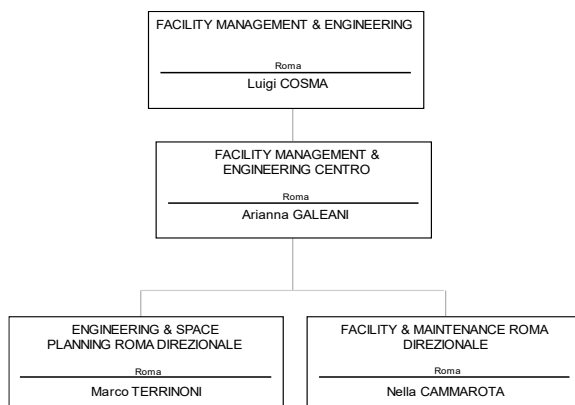 FACILITY MANAGEMENT & ENGINEERING
Roma
Luigi COSMA
FACILITY MANAGEMENT &
ENGINEERING CENTRO
Roma
Arianna GALEANI
ENGINEERING & SPACE
PLANNING ROMA DIREZIONALE
Roma
Marco TERRINONI
FACILITY & MAINTENANCE ROMA
DIREZIONALE
Roma
Nella CAMMAROTA